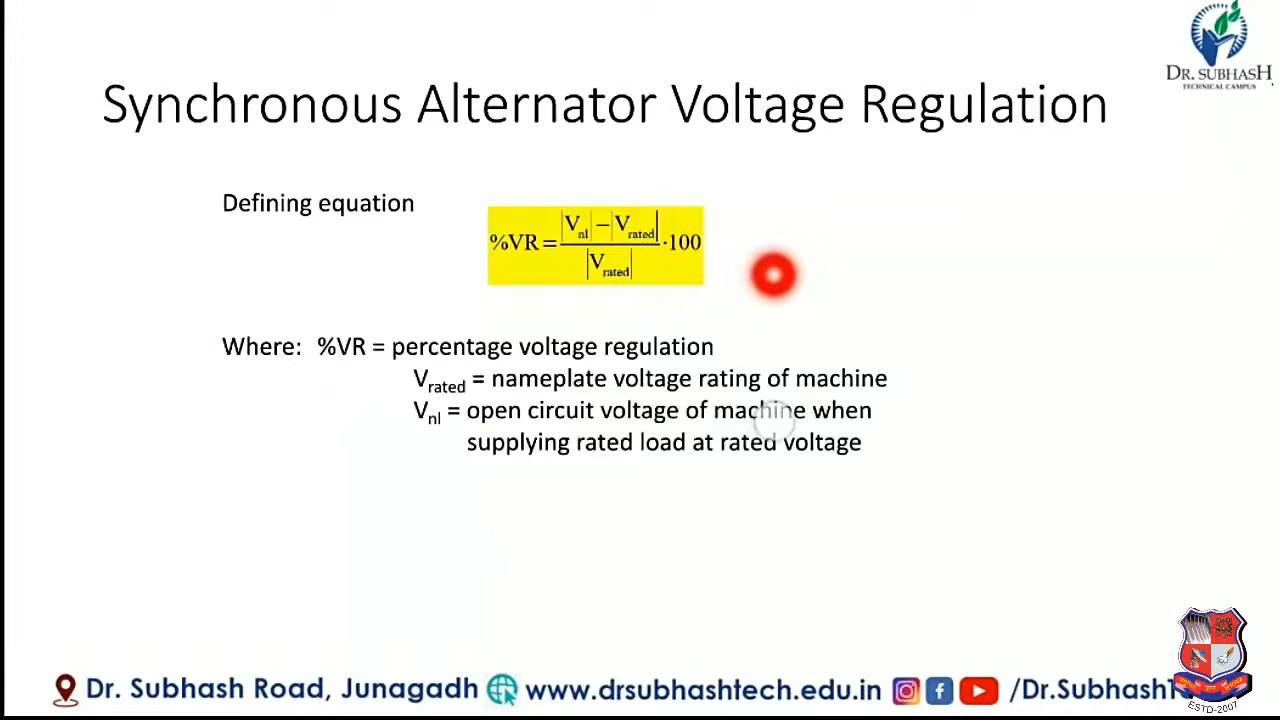 DR. SUBHASH
TECHNICAL CAMPUS
Synchronous Alternator Voltage Regulation
Defining equation
%VR = |Vnl| − |Vrated| / |Vrated| · 100
Where: %VR = percentage voltage regulation
Vrated = nameplate voltage rating of machine
Vnl = open circuit voltage of machine when
supplying rated load at rated voltage
Dr. Subhash Road, Junagadh www.drsubhashtech.edu.in /Dr.SubhashT
ESTD-2007